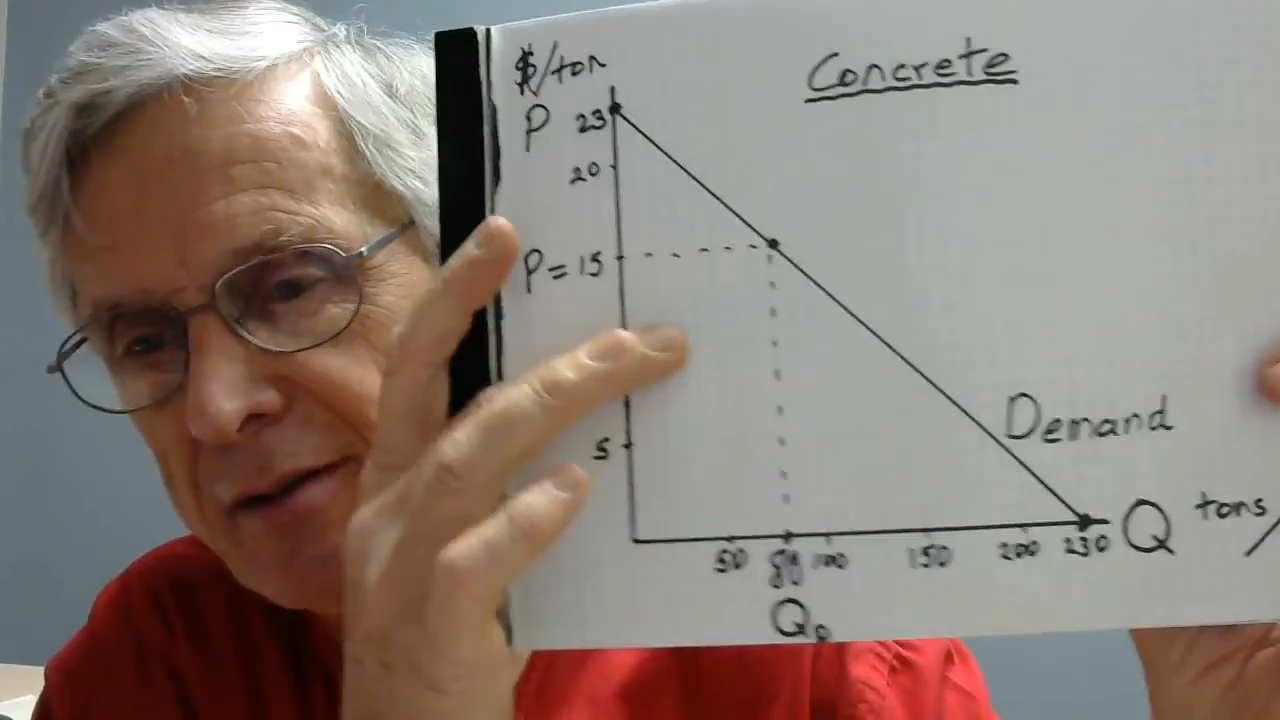 $/ton
Concrete
P 23
20
P = 15
5
Demand
Q tons/
50 80 100 150 200 230
Q